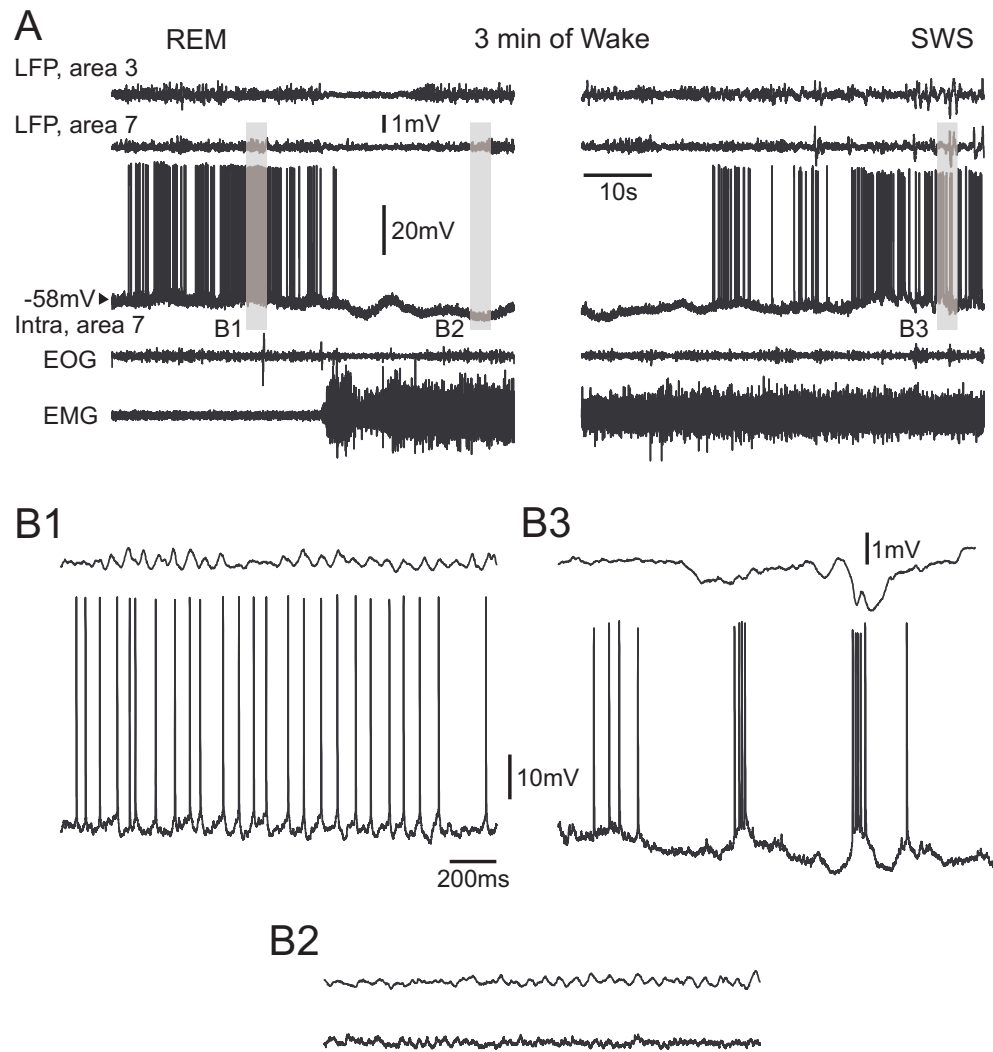 A
REM 3 min of Wake SWS
LFP, area 3
LFP, area 7
1mV
10s
20mV
-58mV
Intra, area 7
B1 B2 B3
EOG
EMG
B1 B3
1mV
10mV
200ms
B2